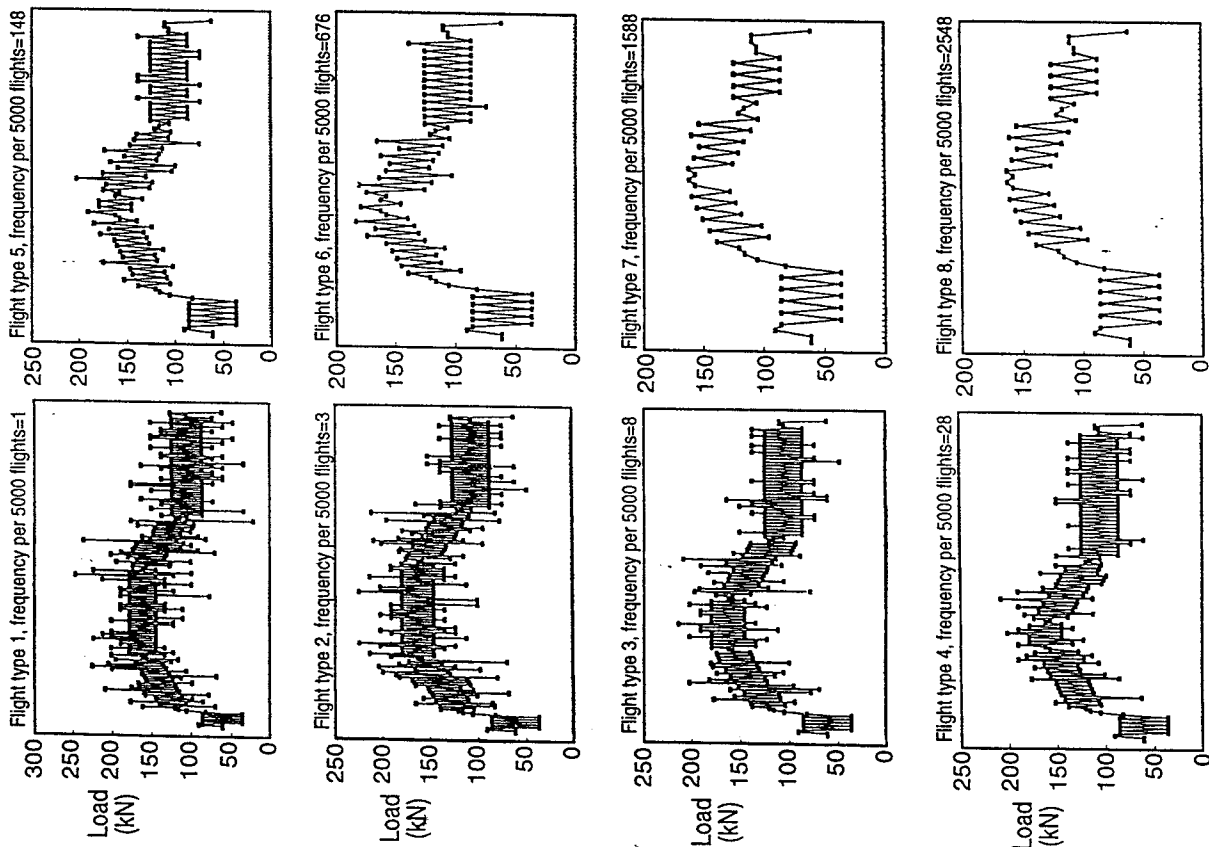 Flight type 1, frequency per 5000 flights=1
Load
(kN)
300
250
200
150
100
50
0
Flight type 5, frequency per 5000 flights=148
250
200
150
100
50
0
Flight type 2, frequency per 5000 flights=3
Load
(kN)
250
200
150
100
50
0
Flight type 6, frequency per 5000 flights=676
200
150
100
50
0
Flight type 3, frequency per 5000 flights=8
Load
(kN)
250
200
150
100
50
0
Flight type 7, frequency per 5000 flights=1588
200
150
100
50
0
Flight type 4, frequency per 5000 flights=28
Load
(kN)
250
200
150
100
50
0
Flight type 8, frequency per 5000 flights=2548
200
150
100
50
0